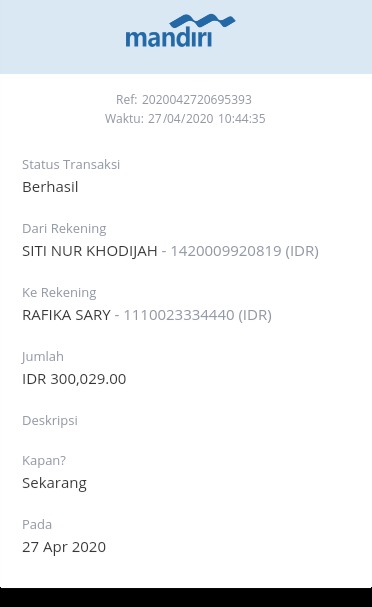 mandiri
Ref: 2020042720695393
Waktu: 27/04/2020 10:44:35
Status Transaksi
Berhasil
Dari Rekening
SITI NUR KHODIJAH - 1420009920819 (IDR)
Ke Rekening
RAFIKA SARY - 1110023334440 (IDR)
Jumlah
IDR 300,029.00
Deskripsi
Kapan?
Sekarang
Pada
27 Apr 2020